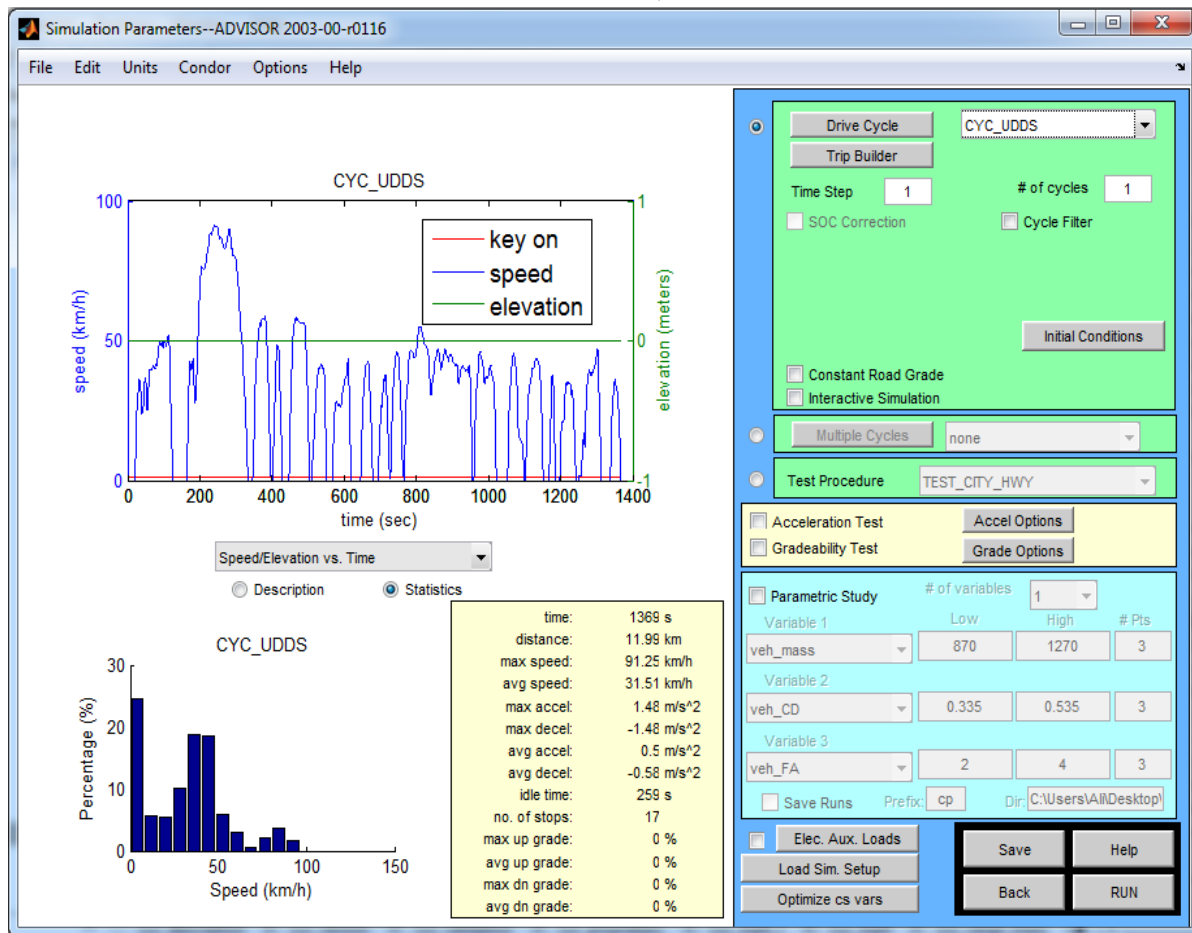 Simulation Parameters--ADVISOR 2003-00-r0116
File Edit Units Condor Options Help
CYC_UDDS
100
50
0
speed (km/h)
1
0
-1
elevation (meters)
key on
speed
elevation
0 200 400 600 800 1000 1200 1400
time (sec)
Speed/Elevation vs. Time
Description Statistics
CYC_UDDS
30
20
10
0
Percentage (%)
0 50 100 150
Speed (km/h)
time: 1369 s
distance: 11.99 km
max speed: 91.25 km/h
avg speed: 31.51 km/h
max accel: 1.48 m/s^2
max decel: -1.48 m/s^2
avg accel: 0.5 m/s^2
avg decel: -0.58 m/s^2
idle time: 259 s
no. of stops: 17
max up grade: 0 %
avg up grade: 0 %
max dn grade: 0 %
avg dn grade: 0 %
Drive Cycle CYC_UDDS
Trip Builder
Time Step 1 # of cycles 1
SOC Correction Cycle Filter
Initial Conditions
Constant Road Grade
Interactive Simulation
Multiple Cycles none
Test Procedure TEST_CITY_HWY
Acceleration Test Accel Options
Gradeability Test Grade Options
Parametric Study # of variables 1
Variable 1 Low High # Pts
veh_mass 870 1270 3
Variable 2
veh_CD 0.335 0.535 3
Variable 3
veh_FA 2 4 3
Save Runs Prefix: cp Dir: C:\Users\Ali\Desktop\
Elec. Aux. Loads
Load Sim. Setup
Optimize cs vars
Save Help
Back RUN